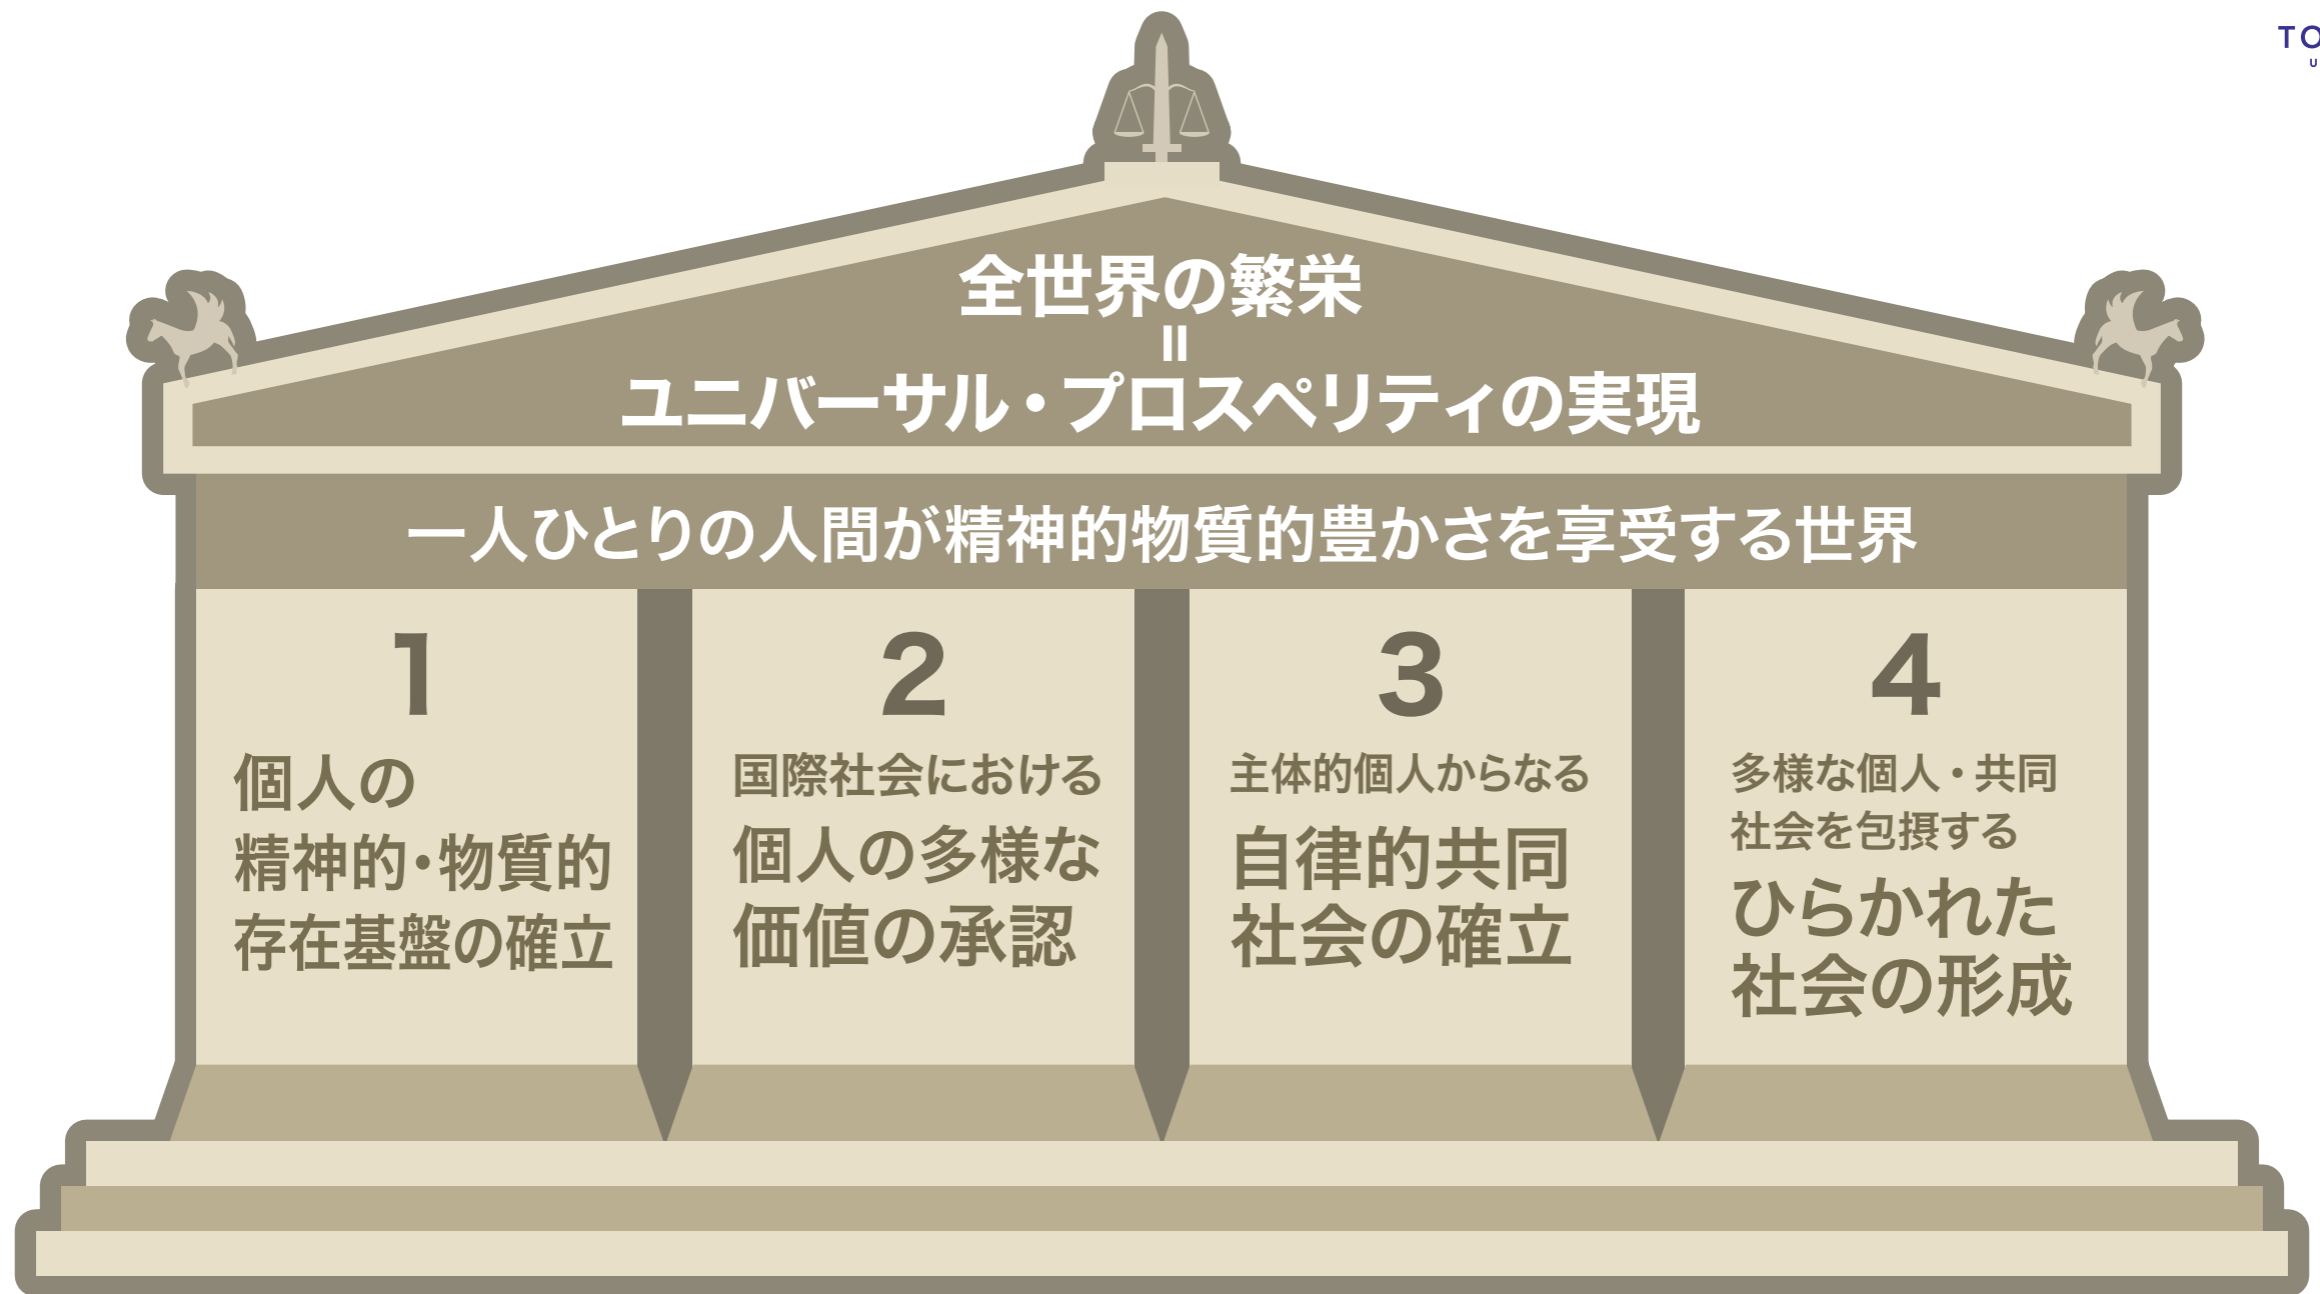 全世界の繁栄
=
ユニバーサル・プロスペリティの実現
一人ひとりの人間が精神的物質的豊かさを享受する世界
1
個人の
精神的・物質的
存在基盤の確立
2
国際社会における
個人の多様な
価値の承認
3
主体的個人からなる
自律的共同
社会の確立
4
多様な個人・共同
社会を包摂する
ひらかれた
社会の形成